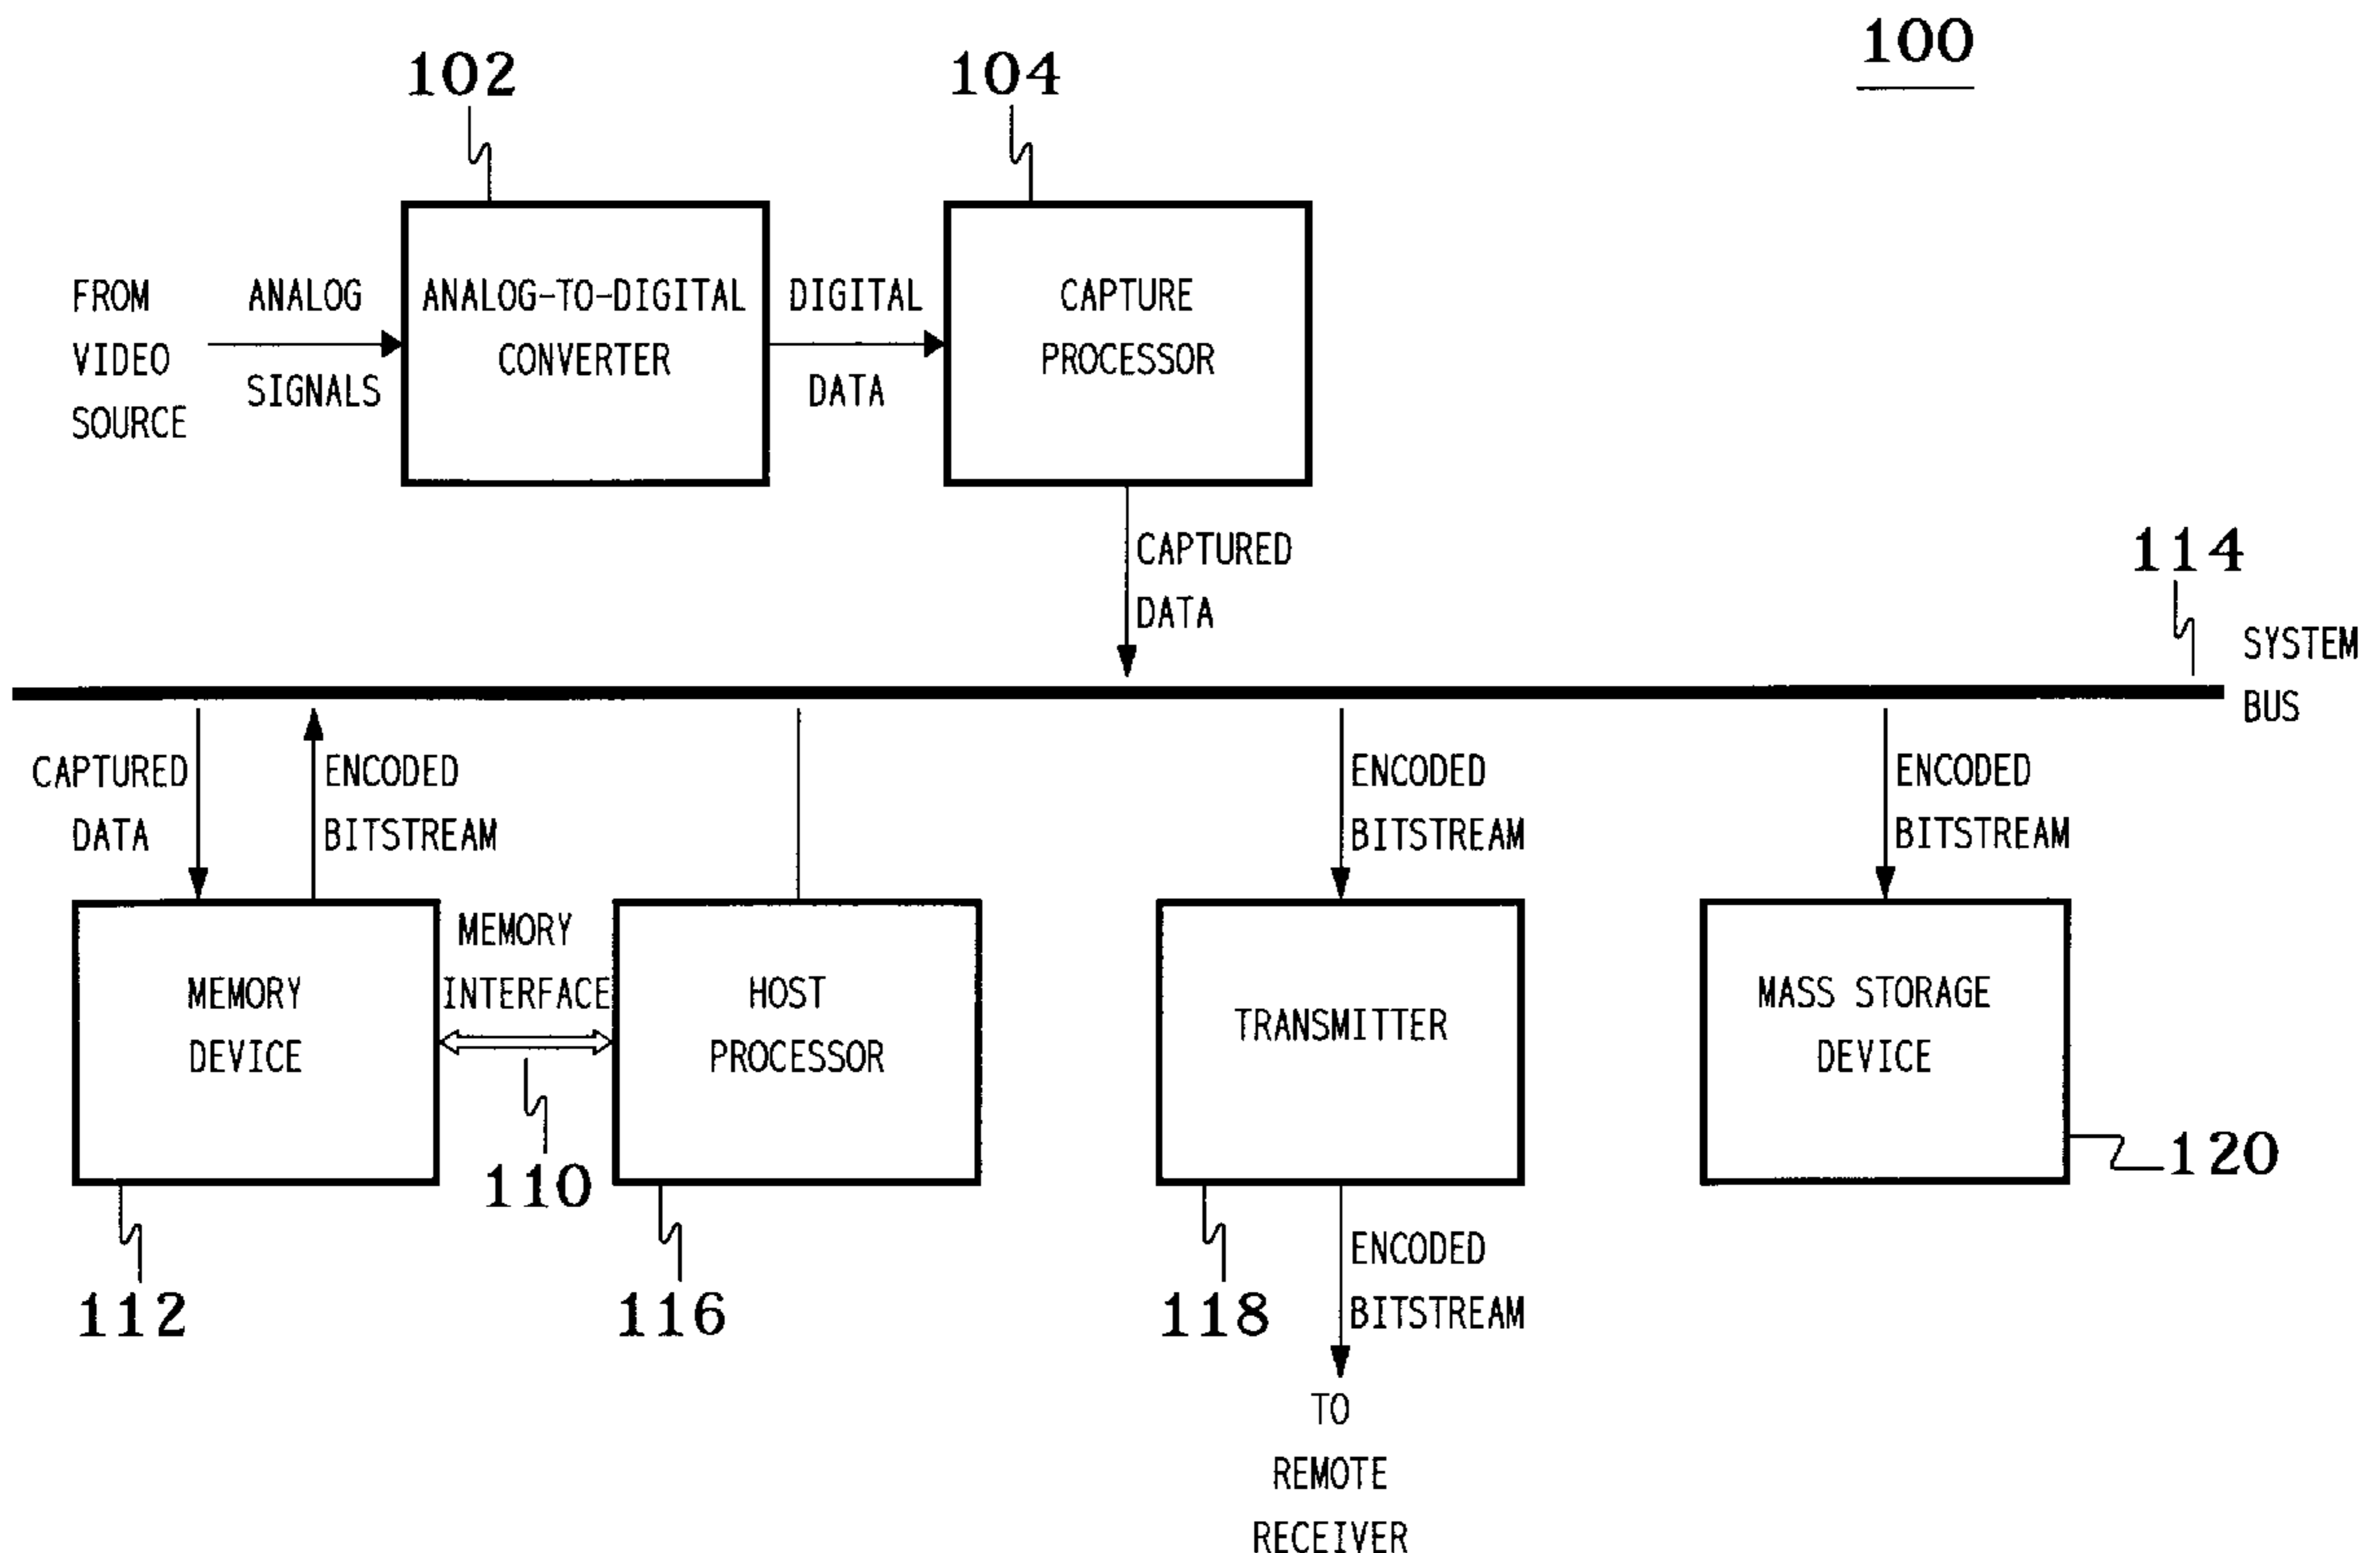 100
102
104
FROM
VIDEO
SOURCE
ANALOG
SIGNALS
ANALOG-TO-DIGITAL
CONVERTER
DIGITAL
DATA
CAPTURE
PROCESSOR
CAPTURED
DATA
114
SYSTEM
BUS
CAPTURED
DATA
ENCODED
BITSTREAM
ENCODED
BITSTREAM
ENCODED
BITSTREAM
MEMORY
DEVICE
MEMORY
INTERFACE
HOST
PROCESSOR
TRANSMITTER
MASS STORAGE
DEVICE
110
120
112
116
118
ENCODED
BITSTREAM
TO
REMOTE
RECEIVER